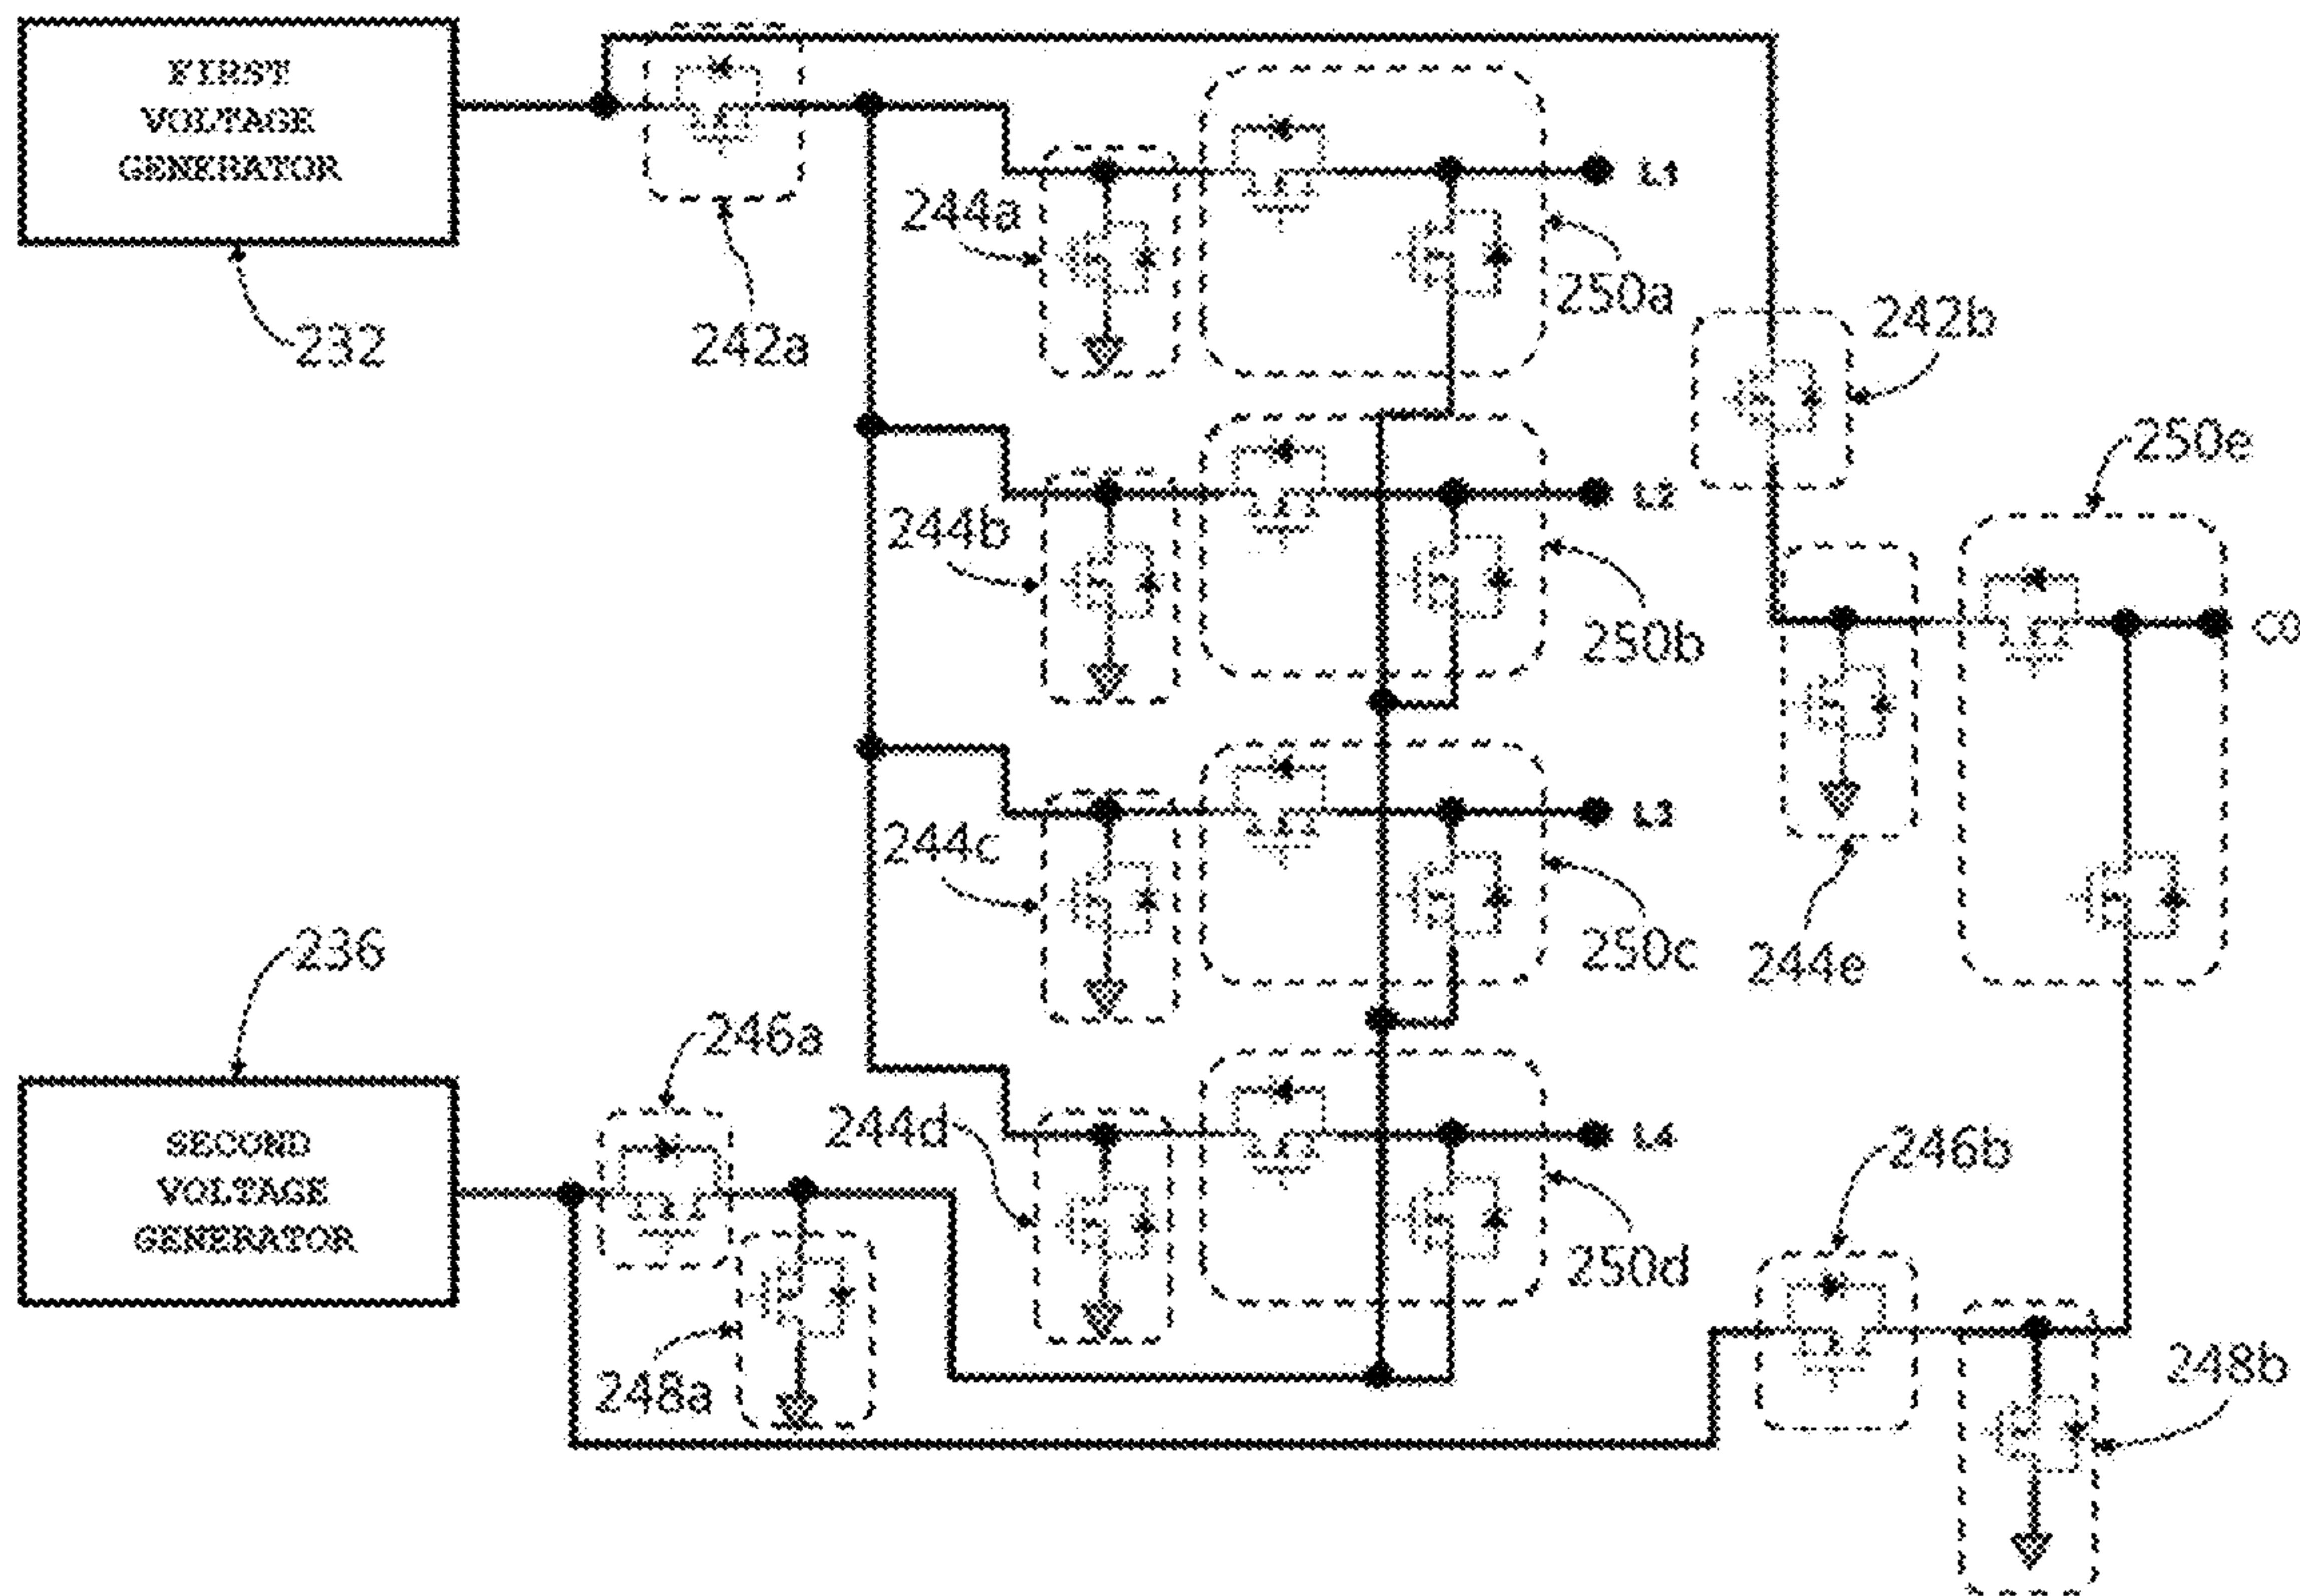 FIRST
VOLTAGE
GENERATOR
232
242a
244a
L1
250a
242b
250e
244b
L2
250b
C8
244c
L3
250c
244e
236
246a
SECOND
VOLTAGE
GENERATOR
244d
L4
250d
246b
248a
248b